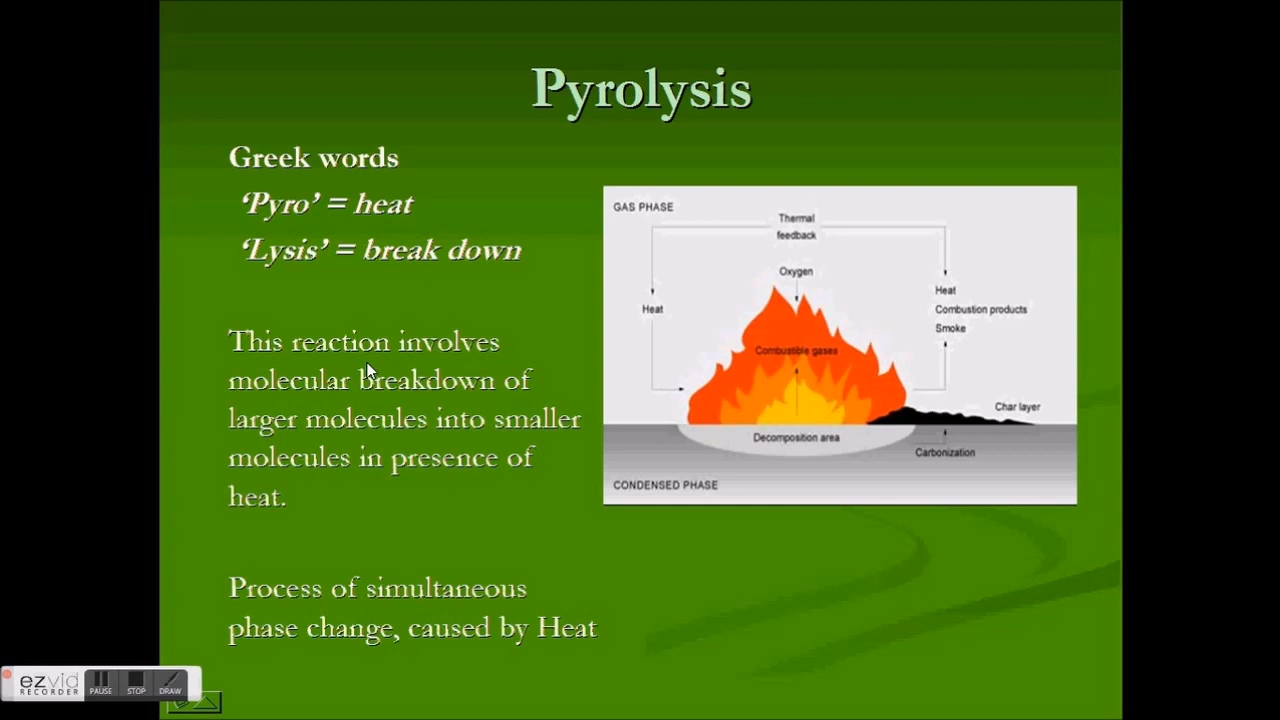 Pyrolysis
Greek words
‘Pyro’ = heat
‘Lysis’ = break down
This reaction involves
molecular breakdown of
larger molecules into smaller
molecules in presence of
heat.
Process of simultaneous
phase change, caused by Heat
GAS PHASE
Thermal
feedback
Oxygen
Heat
Heat
Combustion products
Smoke
Combustible gases
Char layer
Decomposition area
Carbonization
CONDENSED PHASE
ezvid
RECORDER
PAUSE
STOP
DRAW